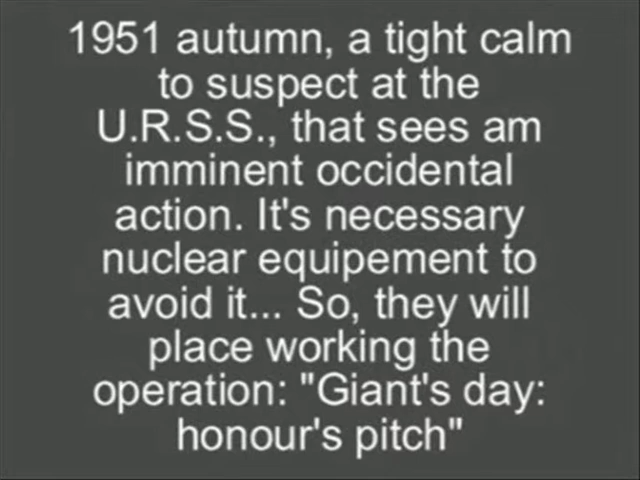 1951 autumn, a tight calm
to suspect at the
U.R.S.S., that sees am
imminent occidental
action. It's necessary
nuclear equipement to
avoid it... So, they will
place working the
operation: "Giant's day:
honour's pitch"